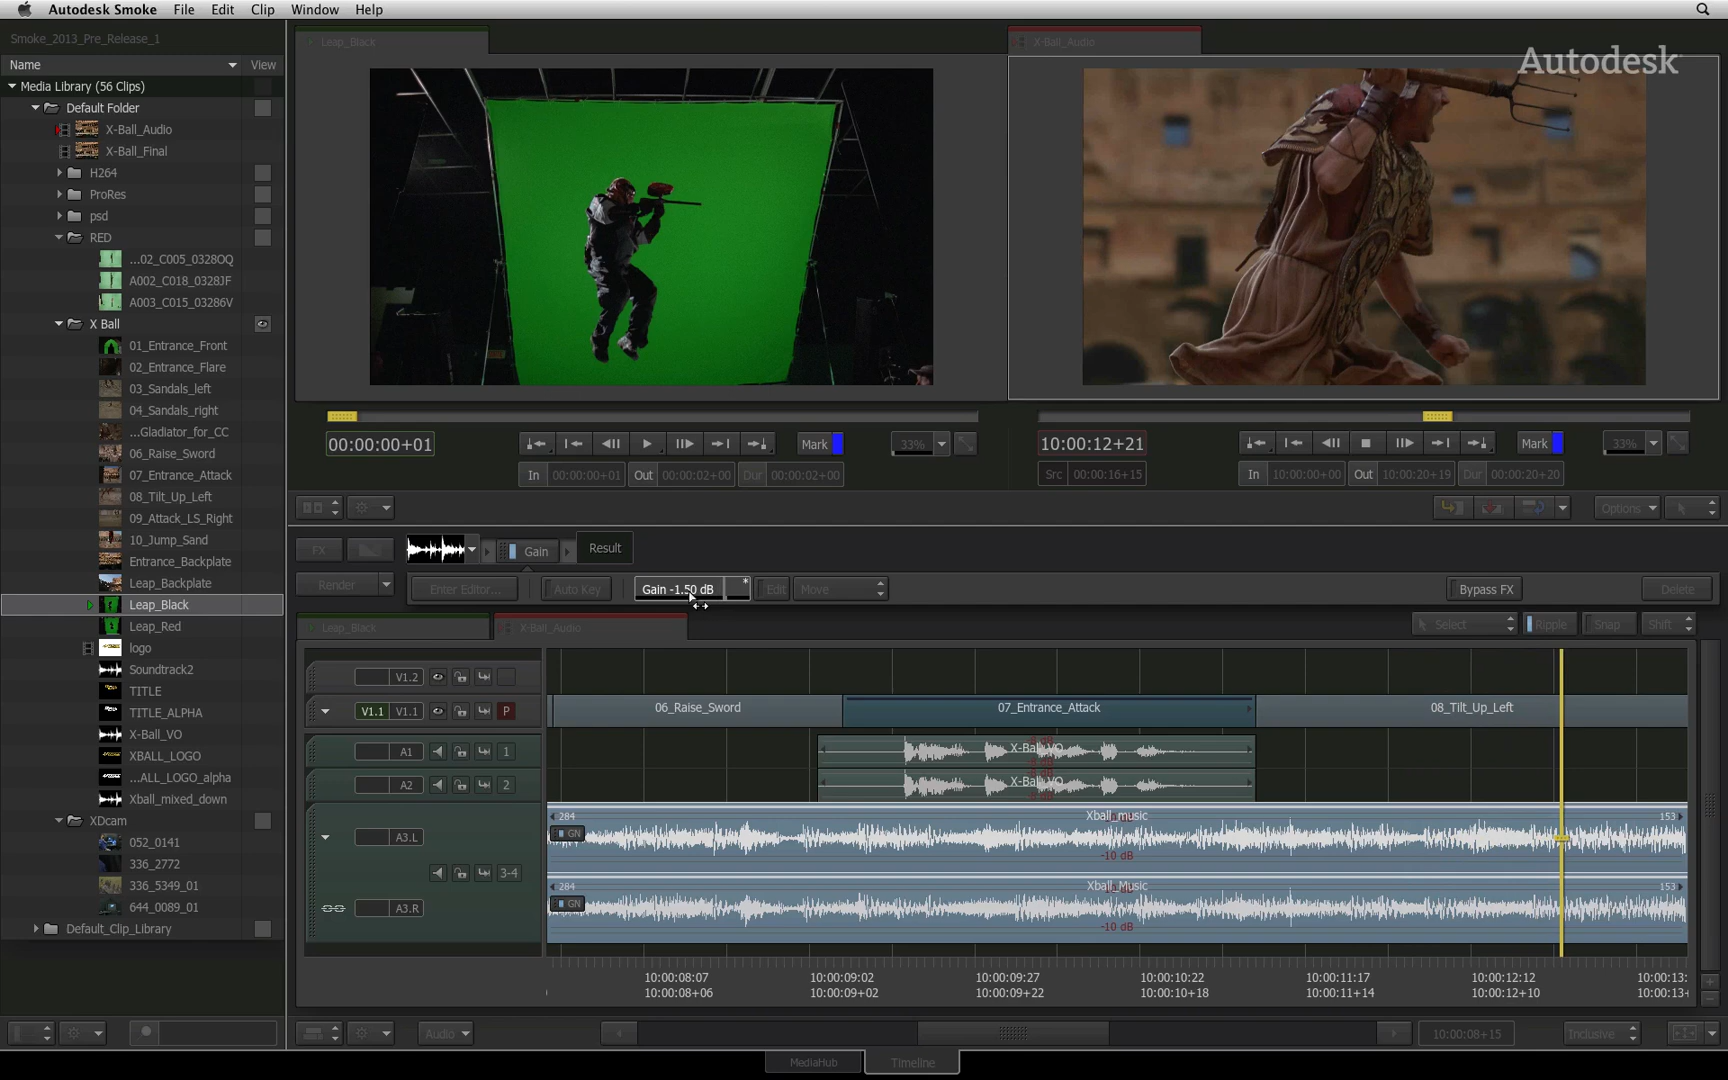 Autodesk Smoke File Edit Clip Window Help
Smoke_2013_Pre_Release_1
Name View
Media Library (56 Clips)
Default Folder
X-Ball_Audio
X-Ball_Final
H264
ProRes
psd
RED
...02_C005_0328OQ
A002_C018_0328JF
A003_C015_03286V
X Ball
01_Entrance_Front
02_Entrance_Flare
03_Sandals_left
04_Sandals_right
...Gladiator_for_CC
06_Raise_Sword
07_Entrance_Attack
08_Tilt_Up_Left
09_Attack_LS_Right
10_Jump_Sand
Entrance_Backplate
Leap_Backplate
Leap_Black
Leap_Red
logo
Soundtrack2
TITLE
TITLE_ALPHA
X-Ball_VO
XBALL_LOGO
...ALL_LOGO_alpha
Xball_mixed_down
XDcam
052_0141
336_2772
336_5349_01
644_0089_01
Default_Clip_Library
Leap_Black
X-Ball_Audio
Autodesk
00:00:00+01 Mark 33%
In 00:00:00+01 Out 00:00:02+00 Dur 00:00:02+00
10:00:12+21 Mark 33%
Src 00:00:16+15 In 10:00:00+00 Out 10:00:20+19 Dur 00:00:20+20
Options
FX Gain Result
Render Enter Editor... Auto Key Gain -1.50 dB Edit Move Bypass FX Delete
Leap_Black X-Ball_Audio Select Ripple Snap Shift
V1.2
V1.1 V1.1 P 06_Raise_Sword 07_Entrance_Attack 08_Tilt_Up_Left
A1 1 X-Ball_VO
A2 2 X-Ball_VO
284 Xball_music 153
A3.L GN
-10 dB
3-4
284 Xball_Music 153
A3.R GN
-10 dB
10:00:08:07 10:00:09:02 10:00:09:27 10:00:10:22 10:00:11:17 10:00:12:12 10:00:13:
10:00:08+06 10:00:09+02 10:00:09+22 10:00:10+18 10:00:11+14 10:00:12+10 10:00:13+
Audio 10:00:08+15 Inclusive
MediaHub Timeline